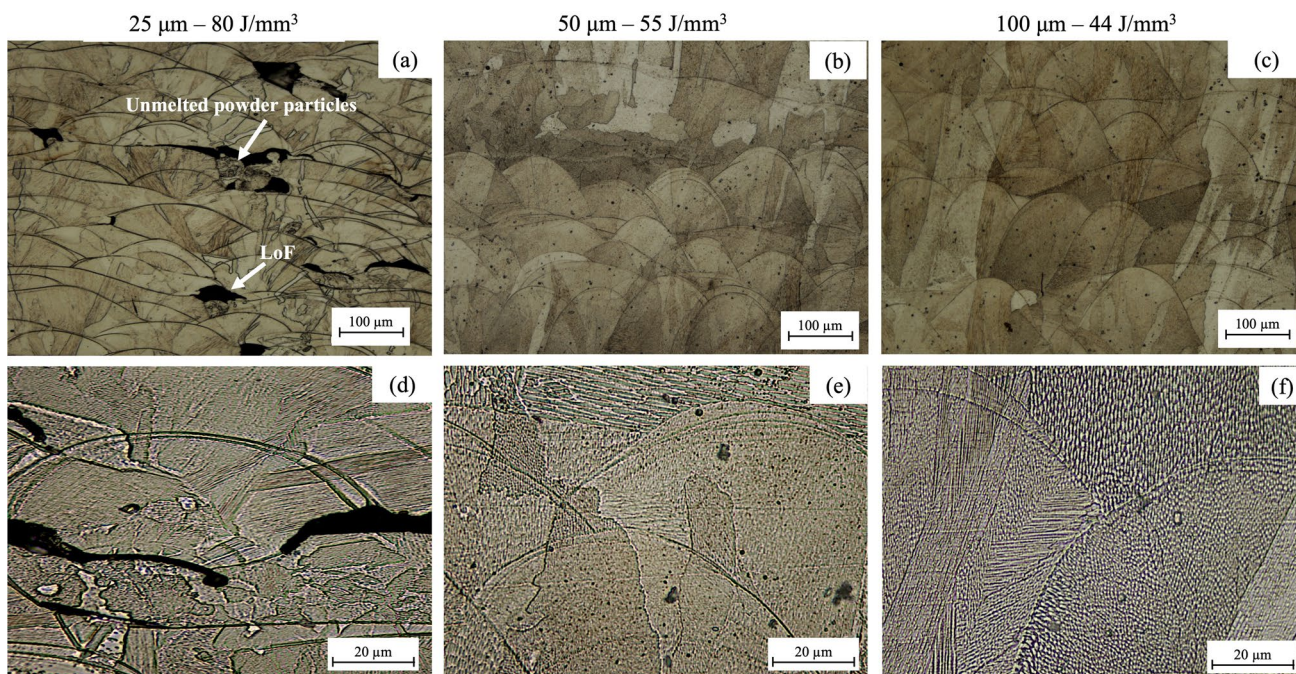 25 µm – 80 J/mm³
50 µm – 55 J/mm³
100 µm – 44 J/mm³
(a)
(b)
(c)
Unmelted powder particles
LoF
100 µm
100 µm
100 µm
(d)
(e)
(f)
20 µm
20 µm
20 µm